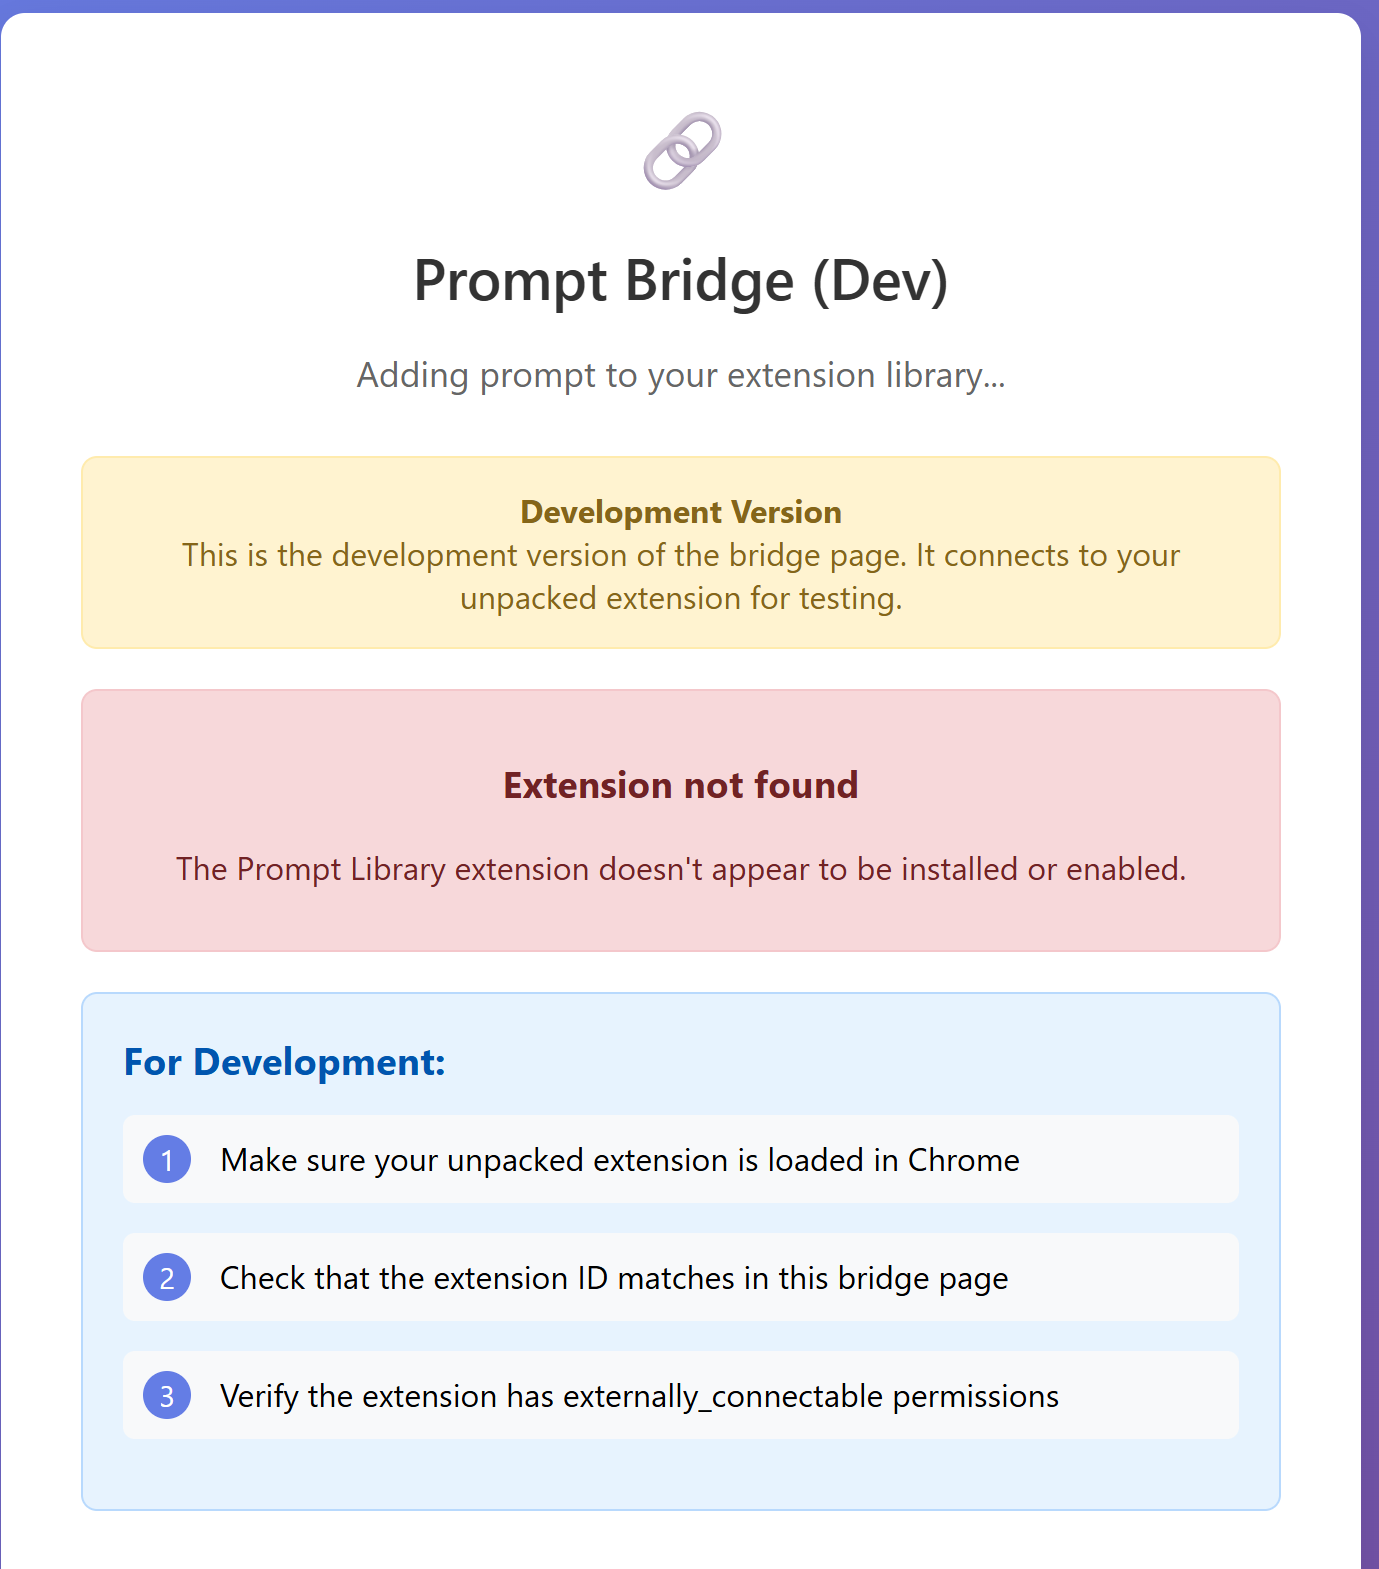 Prompt Bridge (Dev)
Adding prompt to your extension library...
Development Version
This is the development version of the bridge page. It connects to your
unpacked extension for testing.
Extension not found
The Prompt Library extension doesn't appear to be installed or enabled.
For Development:
1 Make sure your unpacked extension is loaded in Chrome
2 Check that the extension ID matches in this bridge page
3 Verify the extension has externally_connectable permissions